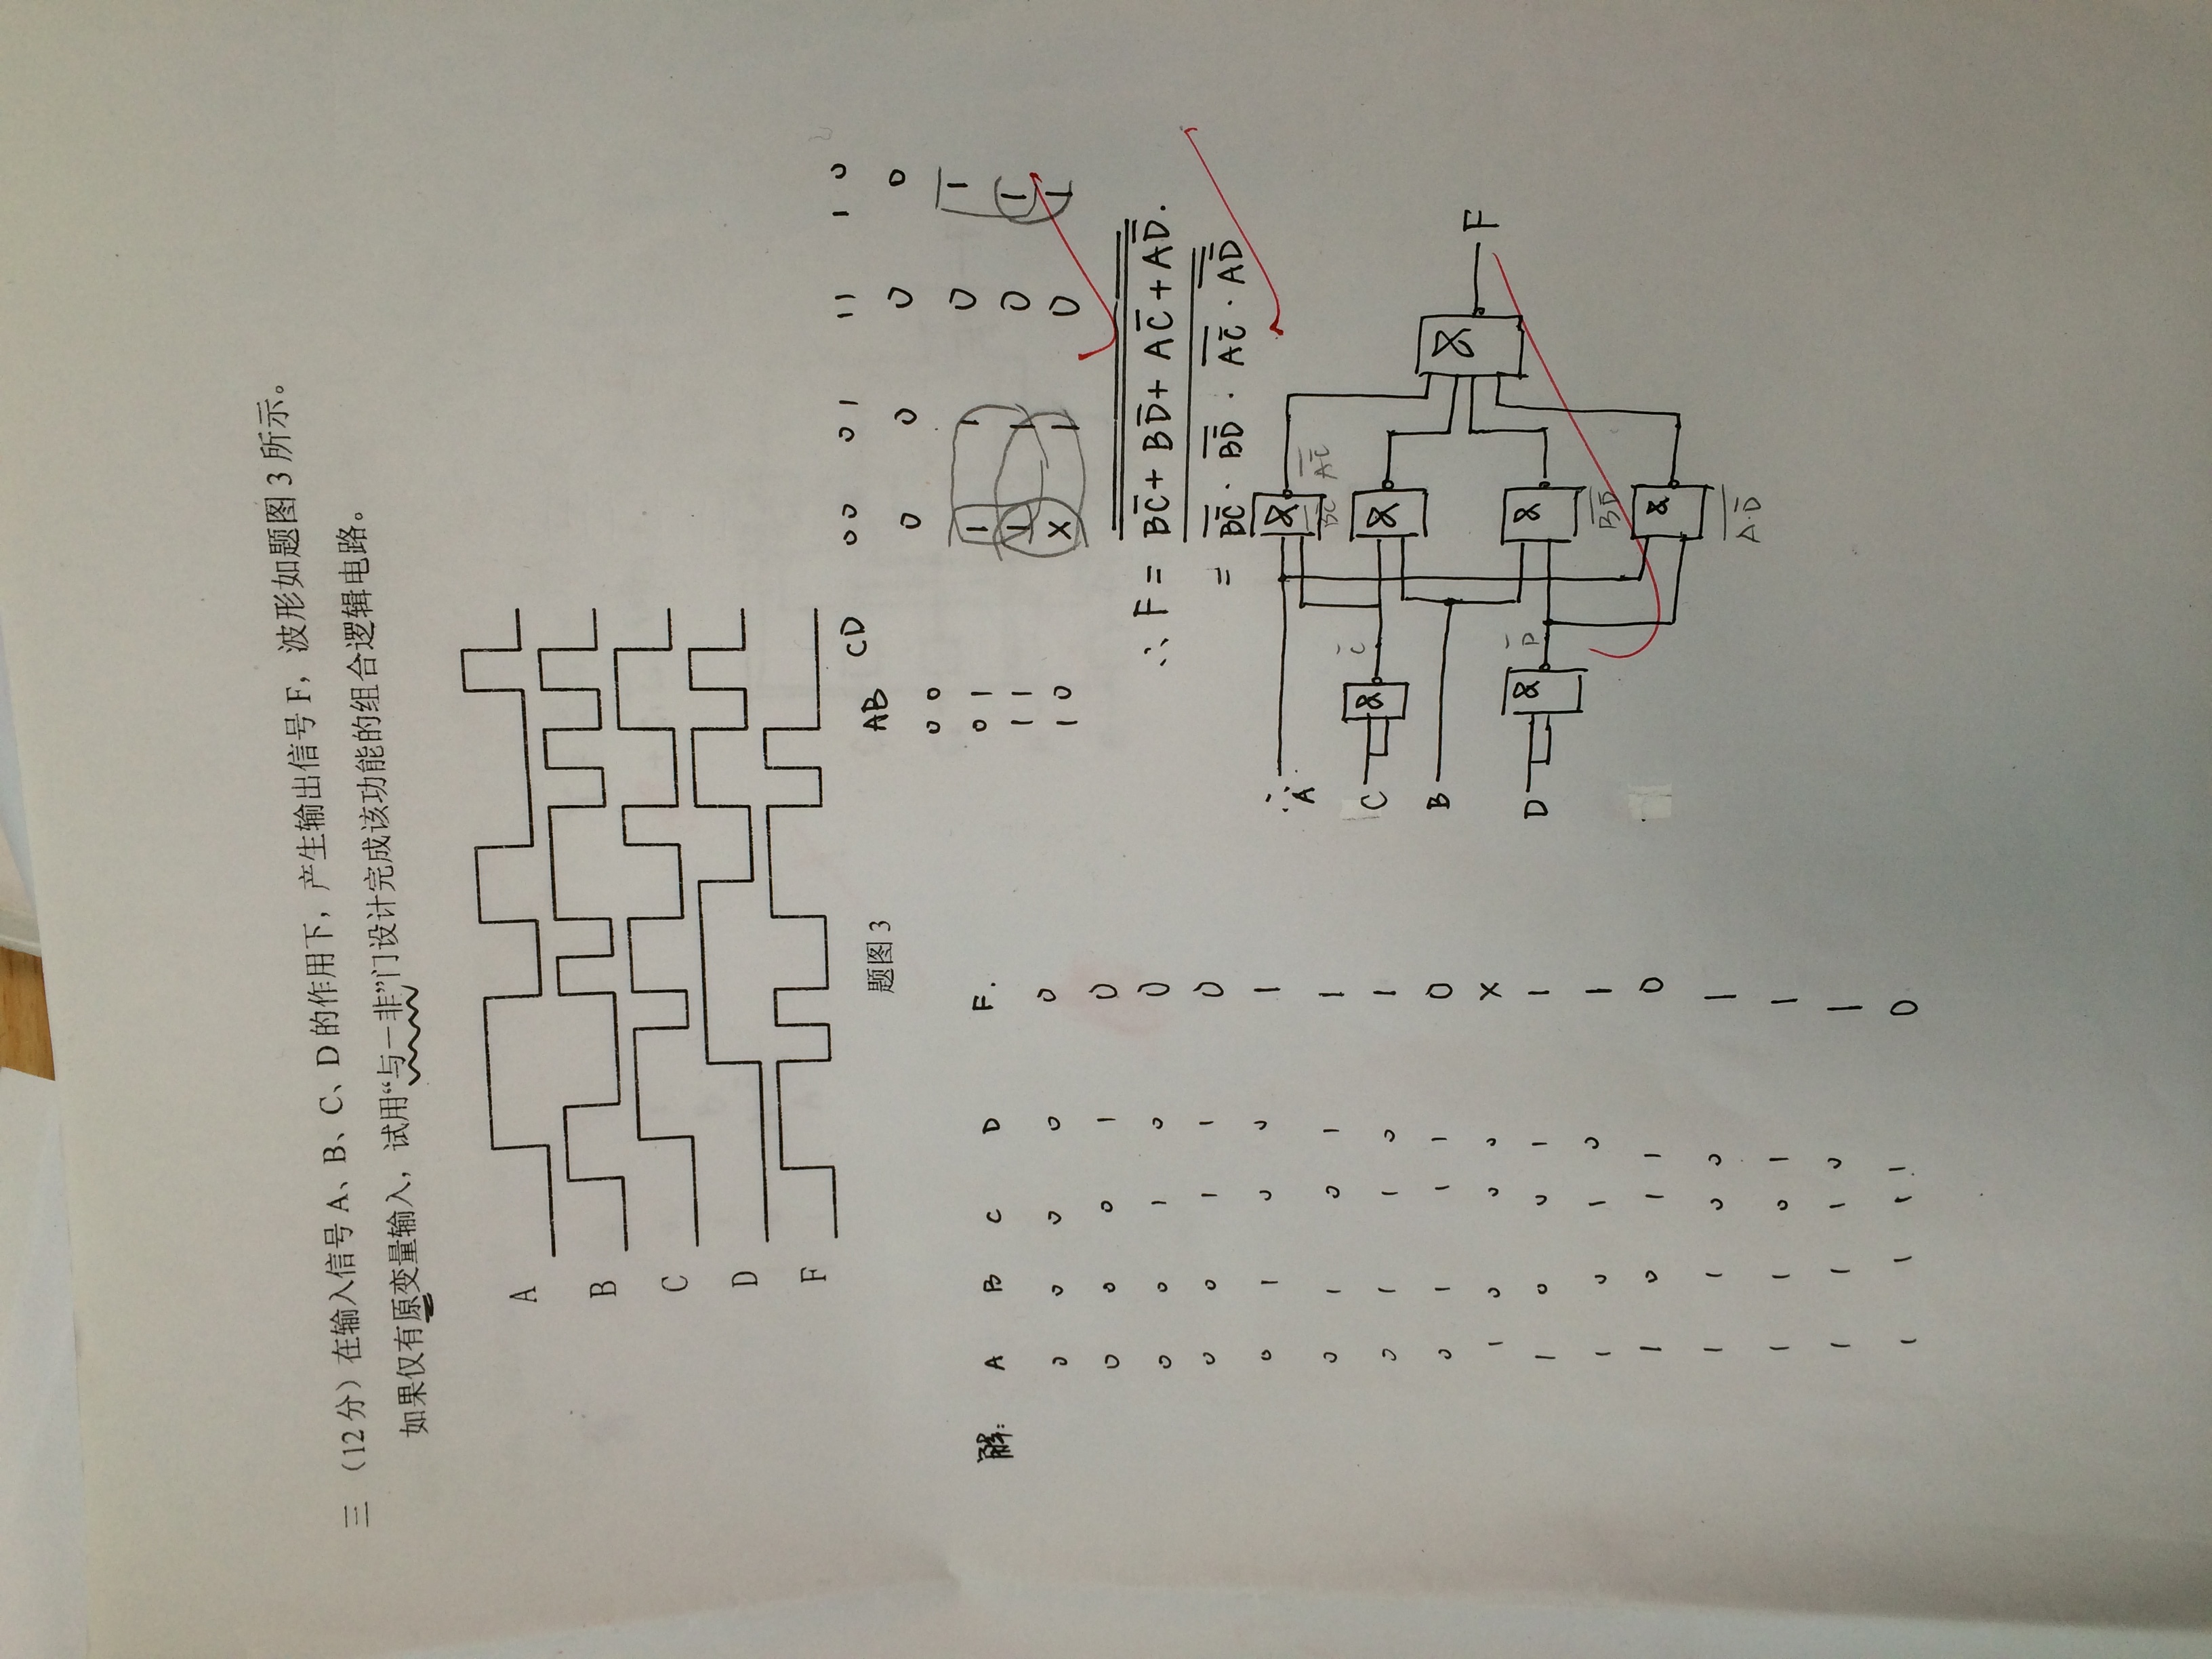 三 （12分）在输入信号 A、B、C、D 的作用下，产生输出信号 F，波形如题图 3 所示。
如果仅有原变量输入，试用“与－非”门设计完成该功能的组合逻辑电路。
A
B
C
D
F
题图 3
CD 00 01 11 10
AB
00 0 0 0 0
01 1 1 0 1
11 1 1 0 1
10 × 1 0 1
解: A B C D F.
0 0 0 0 0
0 0 0 1 0
0 0 1 0 0
0 0 1 1 0
0 1 0 0 1
0 1 0 1 1
0 1 1 0 1
0 1 1 1 0
1 0 0 0 ×
1 0 0 1 1
1 0 1 0 1
1 0 1 1 0
1 1 0 0 1
1 1 0 1 1
1 1 1 0 1
1 1 1 1 0
∴ F = BC̅ + BD̅ + AC̅ + AD̅.
= BC̅ · BD̅ · AC̅ · AD̅
∴ A
&
BC̅ AC̅
C & C̅ &
B
& F
D & D̅ &
BD̅
&
A·D̅